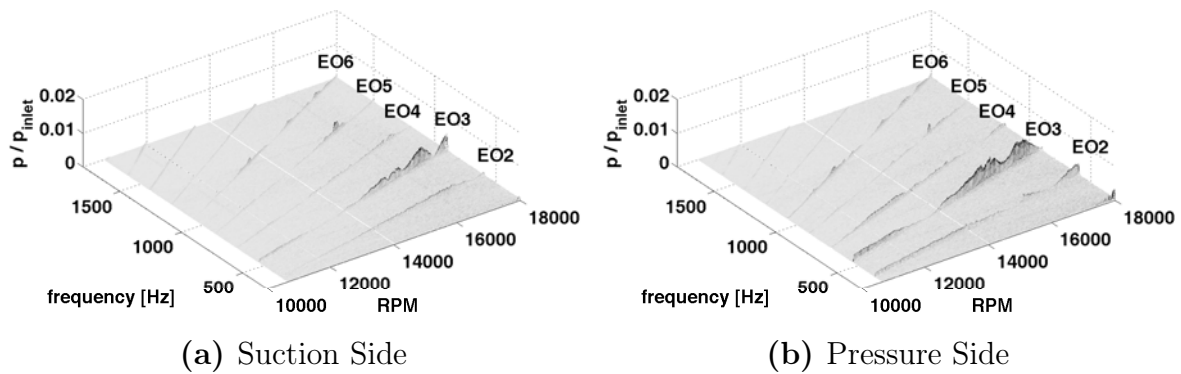 EO6
EO5
EO4
EO3
EO2
0.02
0.01
0
p / p_inlet
1500
1000
500
frequency [Hz]
10000
12000
14000
16000
18000
RPM
(a) Suction Side
EO6
EO5
EO4
EO3
EO2
0.02
0.01
0
p / p_inlet
1500
1000
500
frequency [Hz]
10000
12000
14000
16000
18000
RPM
(b) Pressure Side